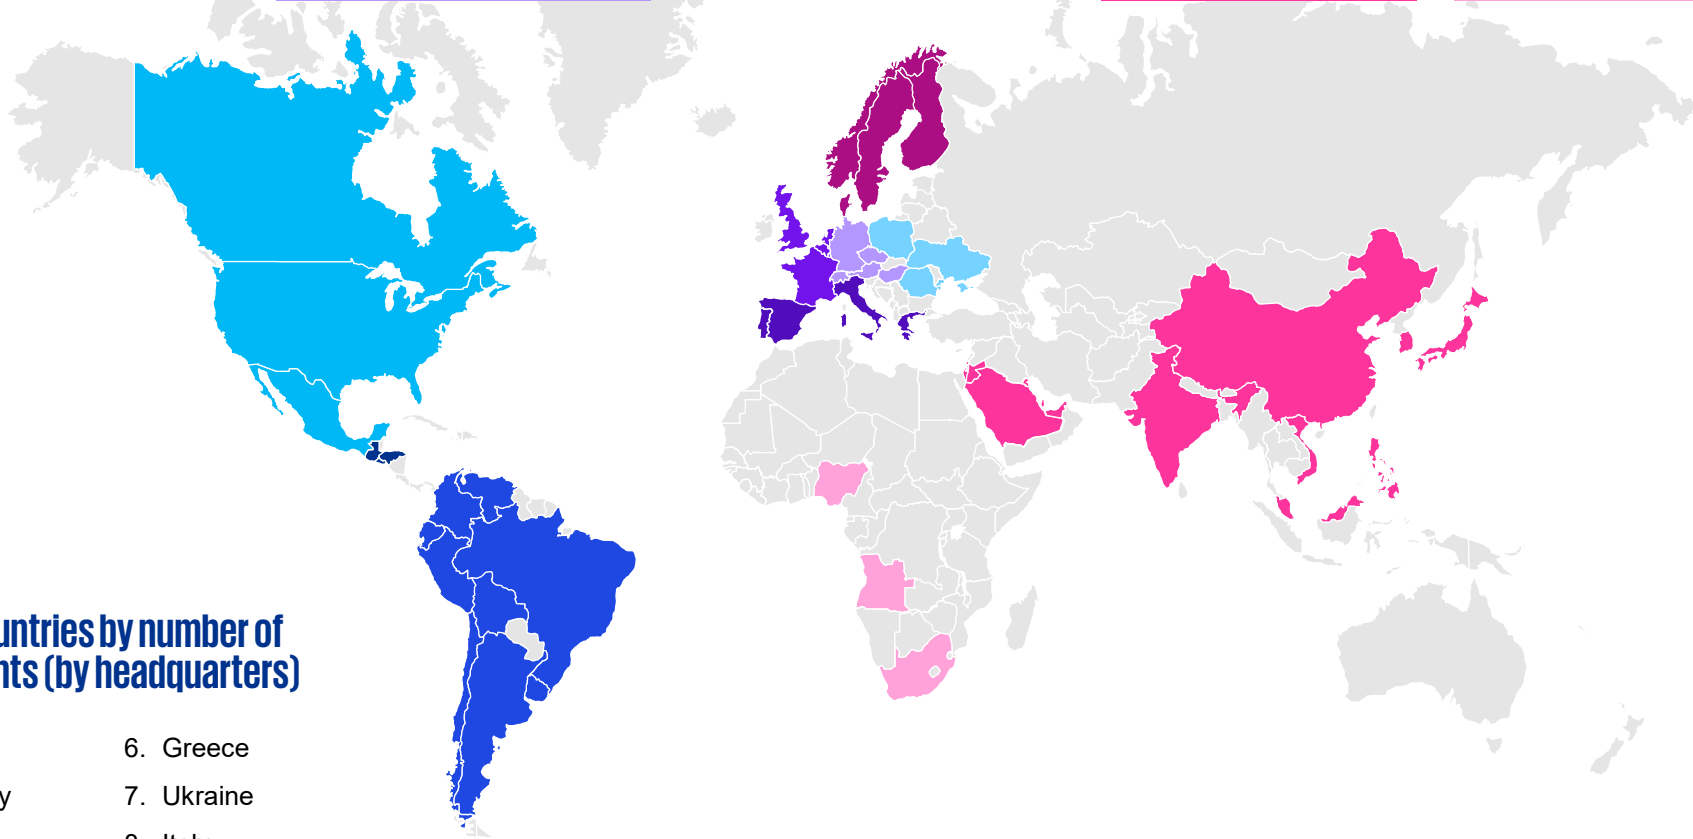 untries by number of
nts (by headquarters)
6. Greece
y
7. Ukraine